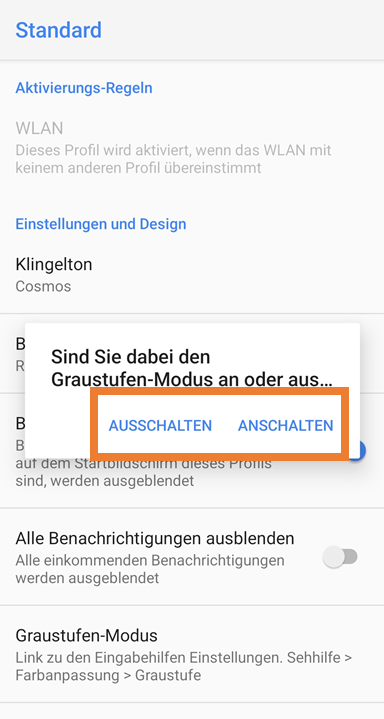 Standard
Aktivierungs-Regeln
WLAN
Dieses Profil wird aktiviert, wenn das WLAN mit
keinem anderen Profil übereinstimmt
Einstellungen und Design
Klingelton
Cosmos
Sind Sie dabei den
Graustufen-Modus an oder aus...
AUSSCHALTEN ANSCHALTEN
auf dem Startbildschirm dieses Profils
sind, werden ausgeblendet
Alle Benachrichtigungen ausblenden
Alle einkommenden Benachrichtigungen
werden ausgeblendet
Graustufen-Modus
Link zu den Eingabehilfen Einstellungen. Sehhilfe >
Farbanpassung > Graustufe